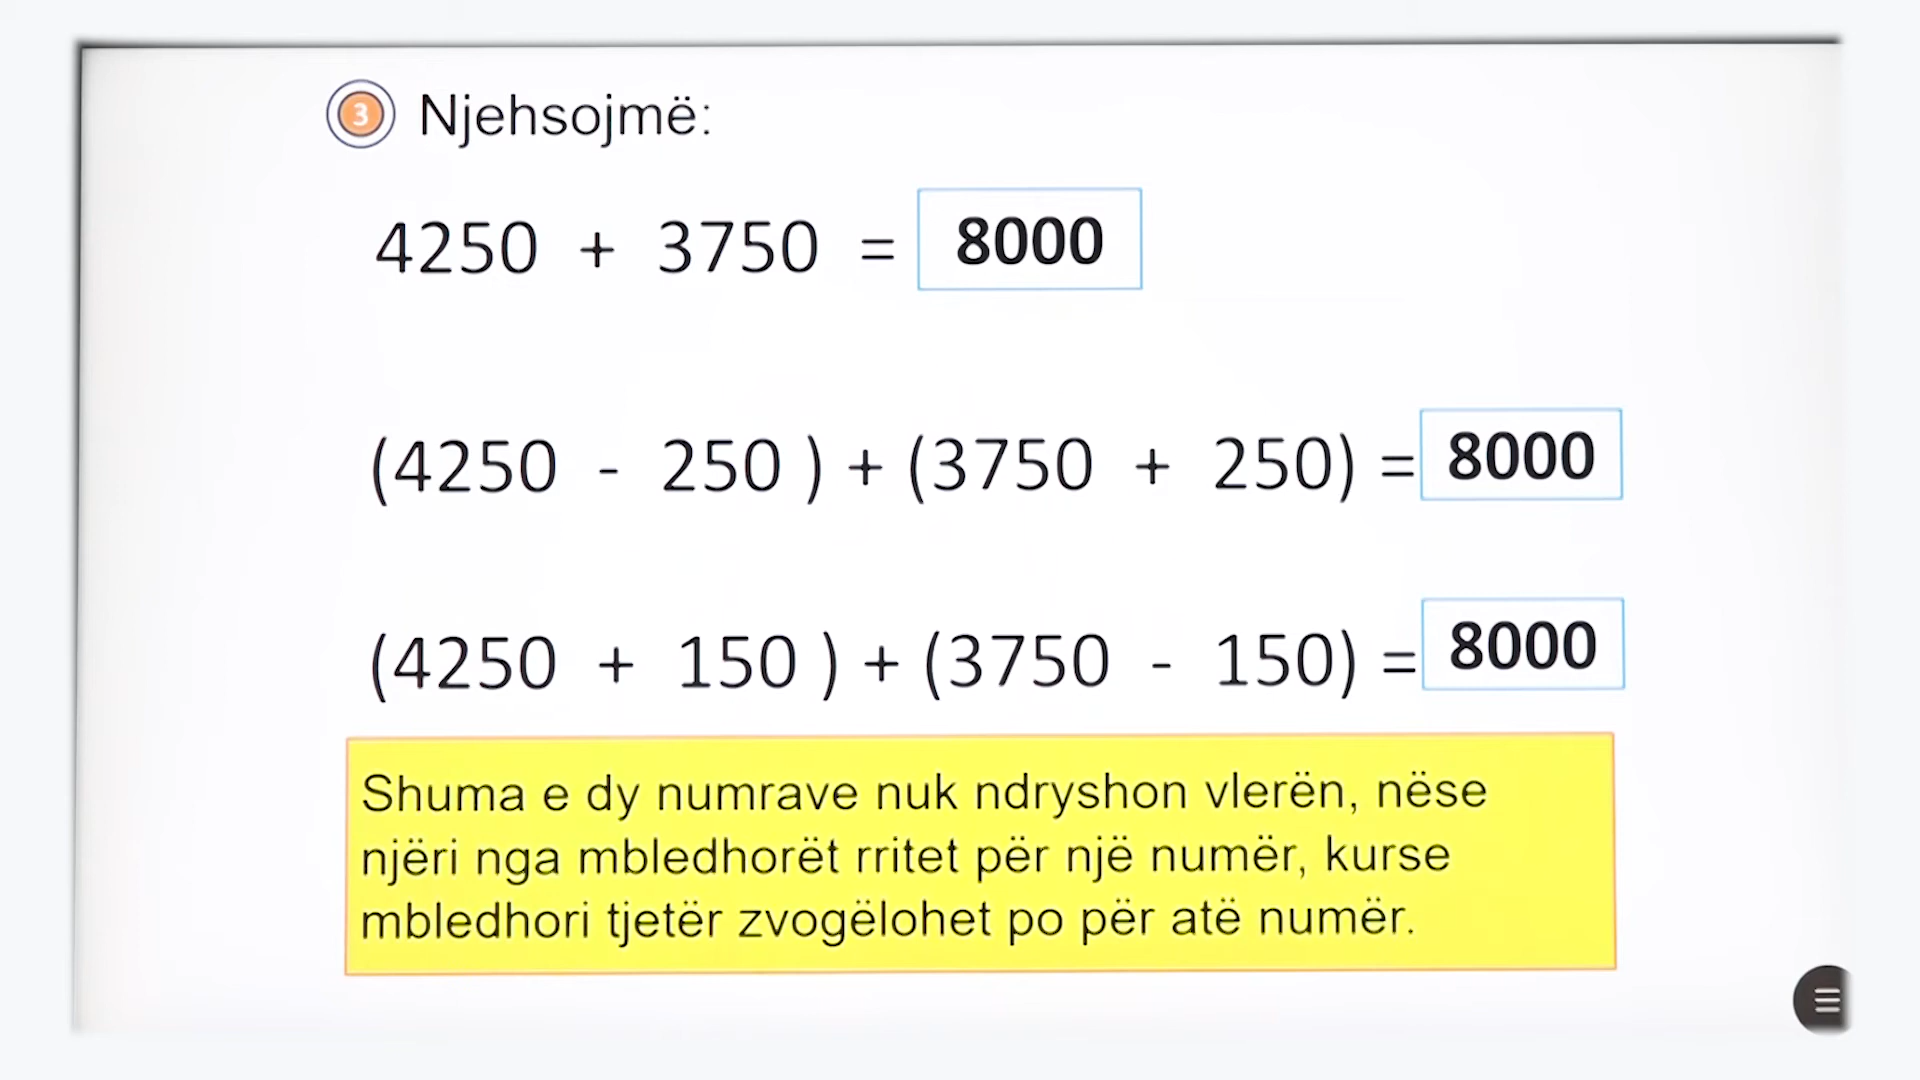 3 Njehsojmë:
4250 + 3750 = 8000
(4250 - 250 ) + (3750 + 250) = 8000
(4250 + 150 ) + (3750 - 150) = 8000
Shuma e dy numrave nuk ndryshon vlerën, nëse
njëri nga mbledhorët rritet për një numër, kurse
mbledhori tjetër zvogëlohet po për atë numër.